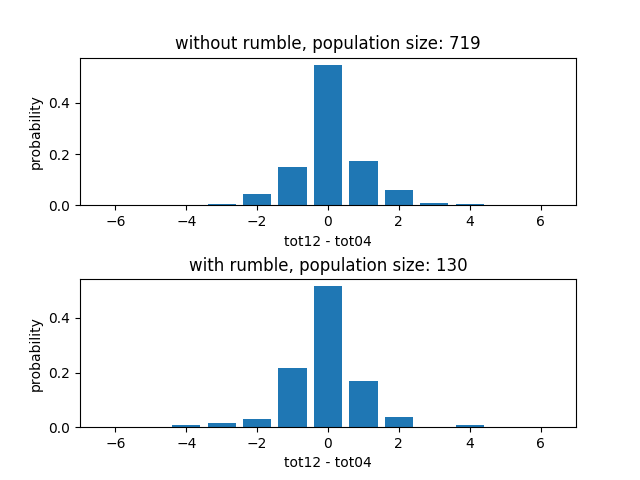 without rumble, population size: 719
probability
0.4
0.2
0.0
−6 −4 −2 0 2 4 6
tot12 - tot04
with rumble, population size: 130
probability
0.4
0.2
0.0
−6 −4 −2 0 2 4 6
tot12 - tot04